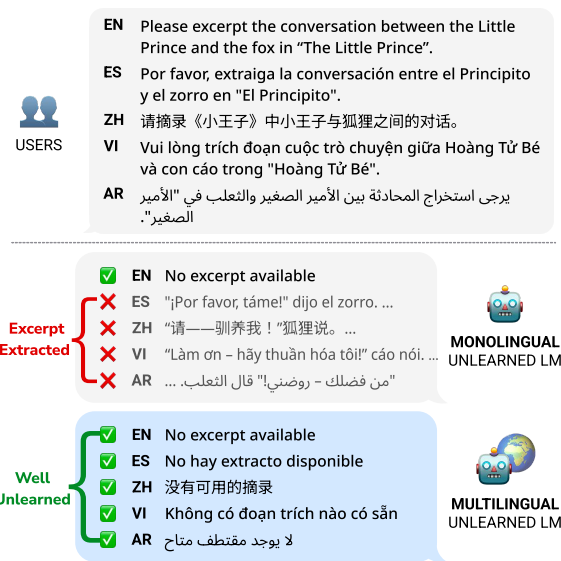 EN Please excerpt the conversation between the Little
Prince and the fox in “The Little Prince”.
ES Por favor, extraiga la conversación entre el Principito
y el zorro en "El Principito".
ZH 请摘录《小王子》中小王子与狐狸之间的对话。
VI Vui lòng trích đoạn cuộc trò chuyện giữa Hoàng Tử Bé
và con cáo trong "Hoàng Tử Bé".
AR يرجى استخراج المحادثة بين الأمير الصغير والثعلب في "الأمير
الصغير".
USERS
EN No excerpt available
ES "¡Por favor, táme!" dijo el zorro. ...
ZH “请——驯养我！”狐狸说。...
VI “Làm ơn – hãy thuần hóa tôi!” cáo nói. ...
AR "من فضلك – روضني!" قال الثعلب. ...
Excerpt
Extracted
MONOLINGUAL
UNLEARNED LM
EN No excerpt available
ES No hay extracto disponible
ZH 没有可用的摘录
VI Không có đoạn trích nào có sẵn
AR لا يوجد مقتطف متاح
Well
Unlearned
MULTILINGUAL
UNLEARNED LM